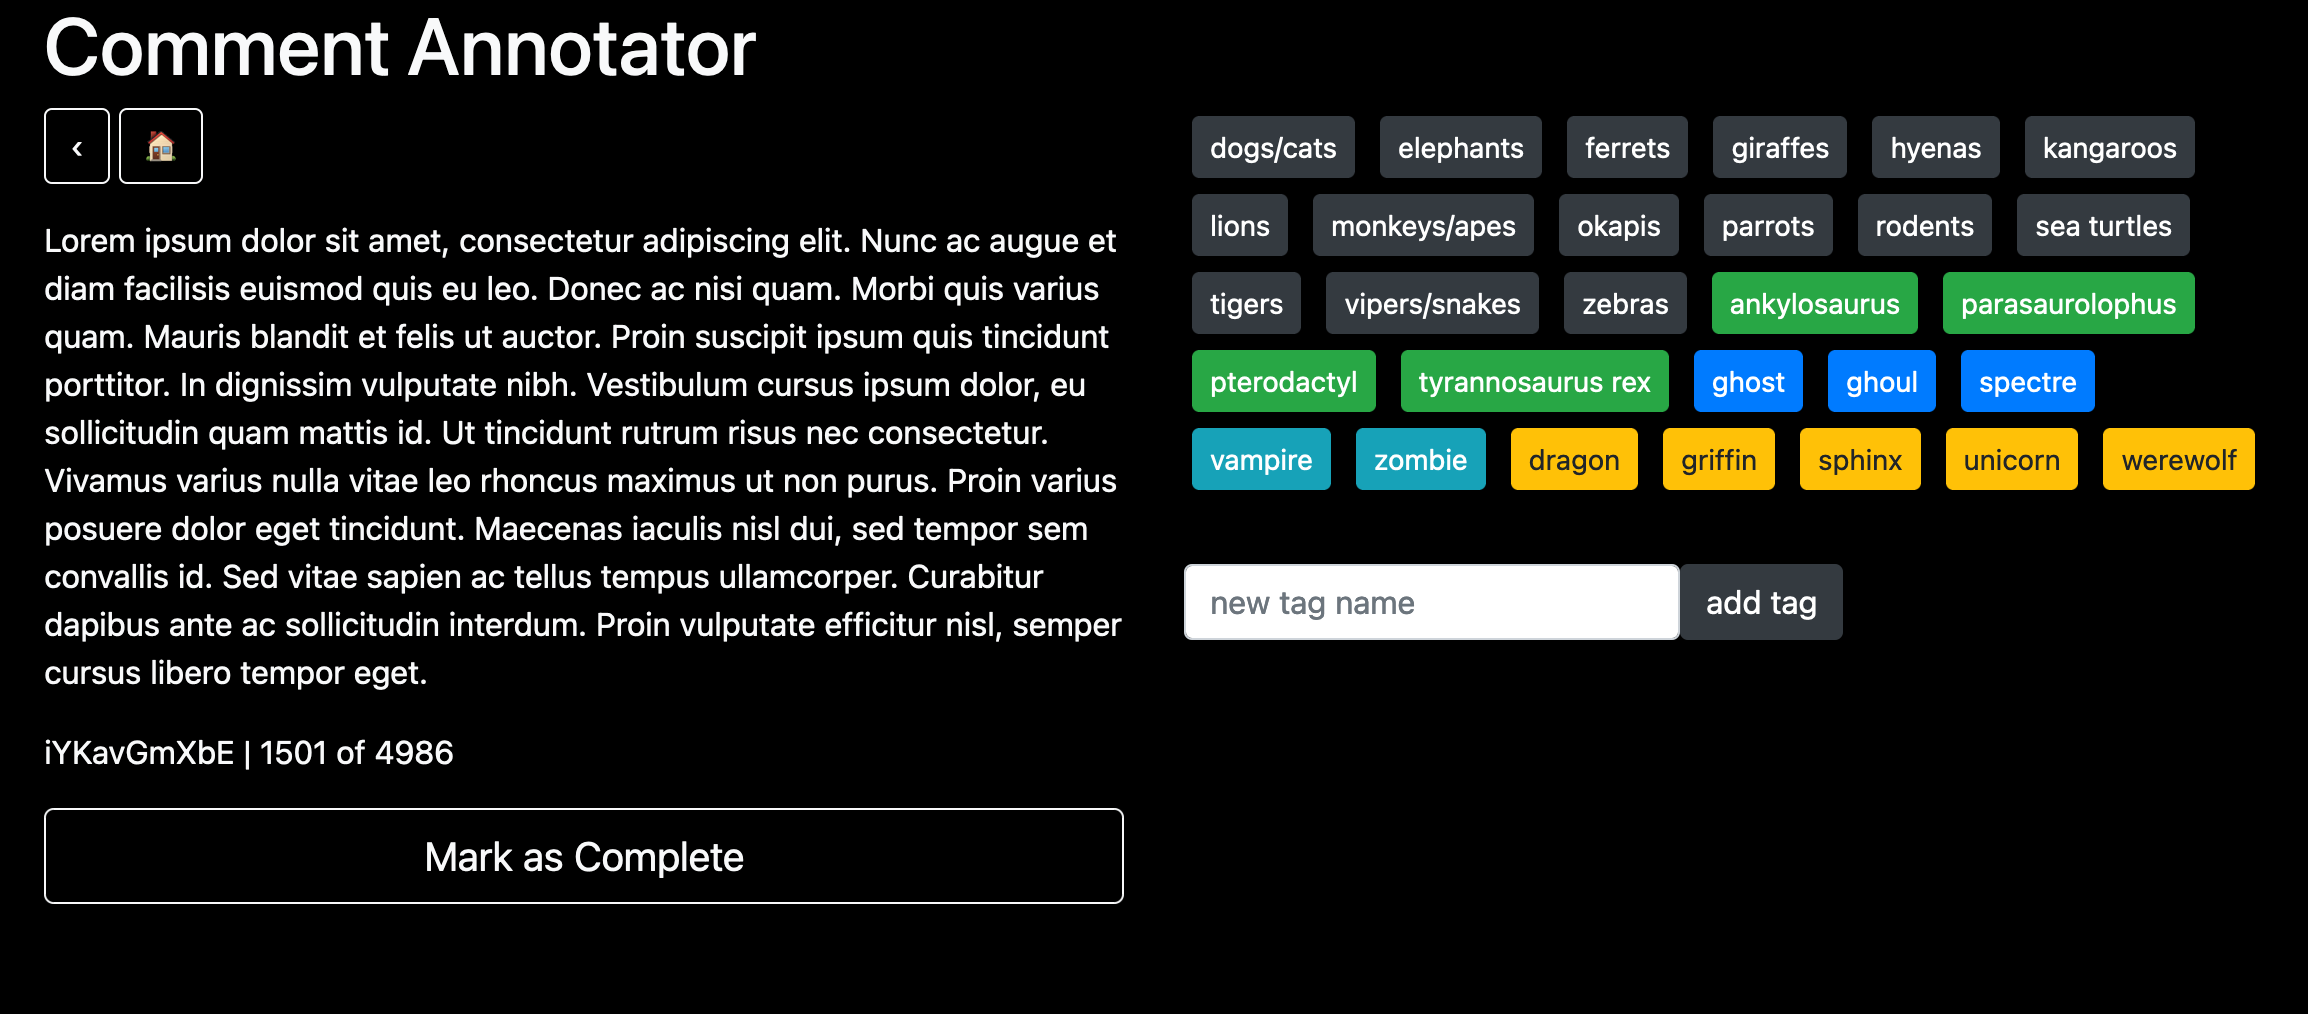 Comment Annotator
‹
Lorem ipsum dolor sit amet, consectetur adipiscing elit. Nunc ac augue et
diam facilisis euismod quis eu leo. Donec ac nisi quam. Morbi quis varius
quam. Mauris blandit et felis ut auctor. Proin suscipit ipsum quis tincidunt
porttitor. In dignissim vulputate nibh. Vestibulum cursus ipsum dolor, eu
sollicitudin quam mattis id. Ut tincidunt rutrum risus nec consectetur.
Vivamus varius nulla vitae leo rhoncus maximus ut non purus. Proin varius
posuere dolor eget tincidunt. Maecenas iaculis nisl dui, sed tempor sem
convallis id. Sed vitae sapien ac tellus tempus ullamcorper. Curabitur
dapibus ante ac sollicitudin interdum. Proin vulputate efficitur nisl, semper
cursus libero tempor eget.
iYKavGmXbE | 1501 of 4986
Mark as Complete
dogs/cats elephants ferrets giraffes hyenas kangaroos
lions monkeys/apes okapis parrots rodents sea turtles
tigers vipers/snakes zebras ankylosaurus parasaurolophus
pterodactyl tyrannosaurus rex ghost ghoul spectre
vampire zombie dragon griffin sphinx unicorn werewolf
new tag name add tag